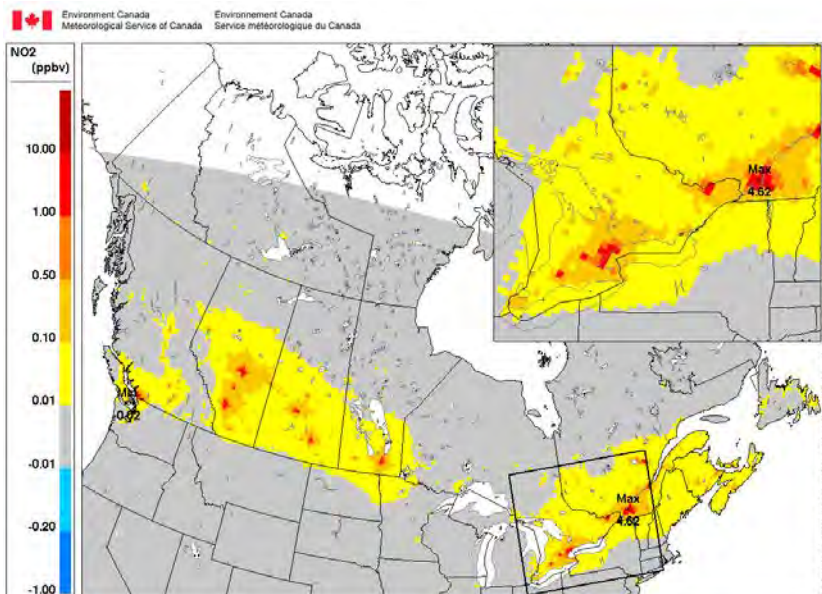 Environment Canada
Meteorological Service of Canada
Environnement Canada
Service météorologique du Canada
NO2
(ppbv)
10.00
1.00
0.50
0.10
0.01
-0.01
-0.20
-1.00
Max
4.62
Max
4.62